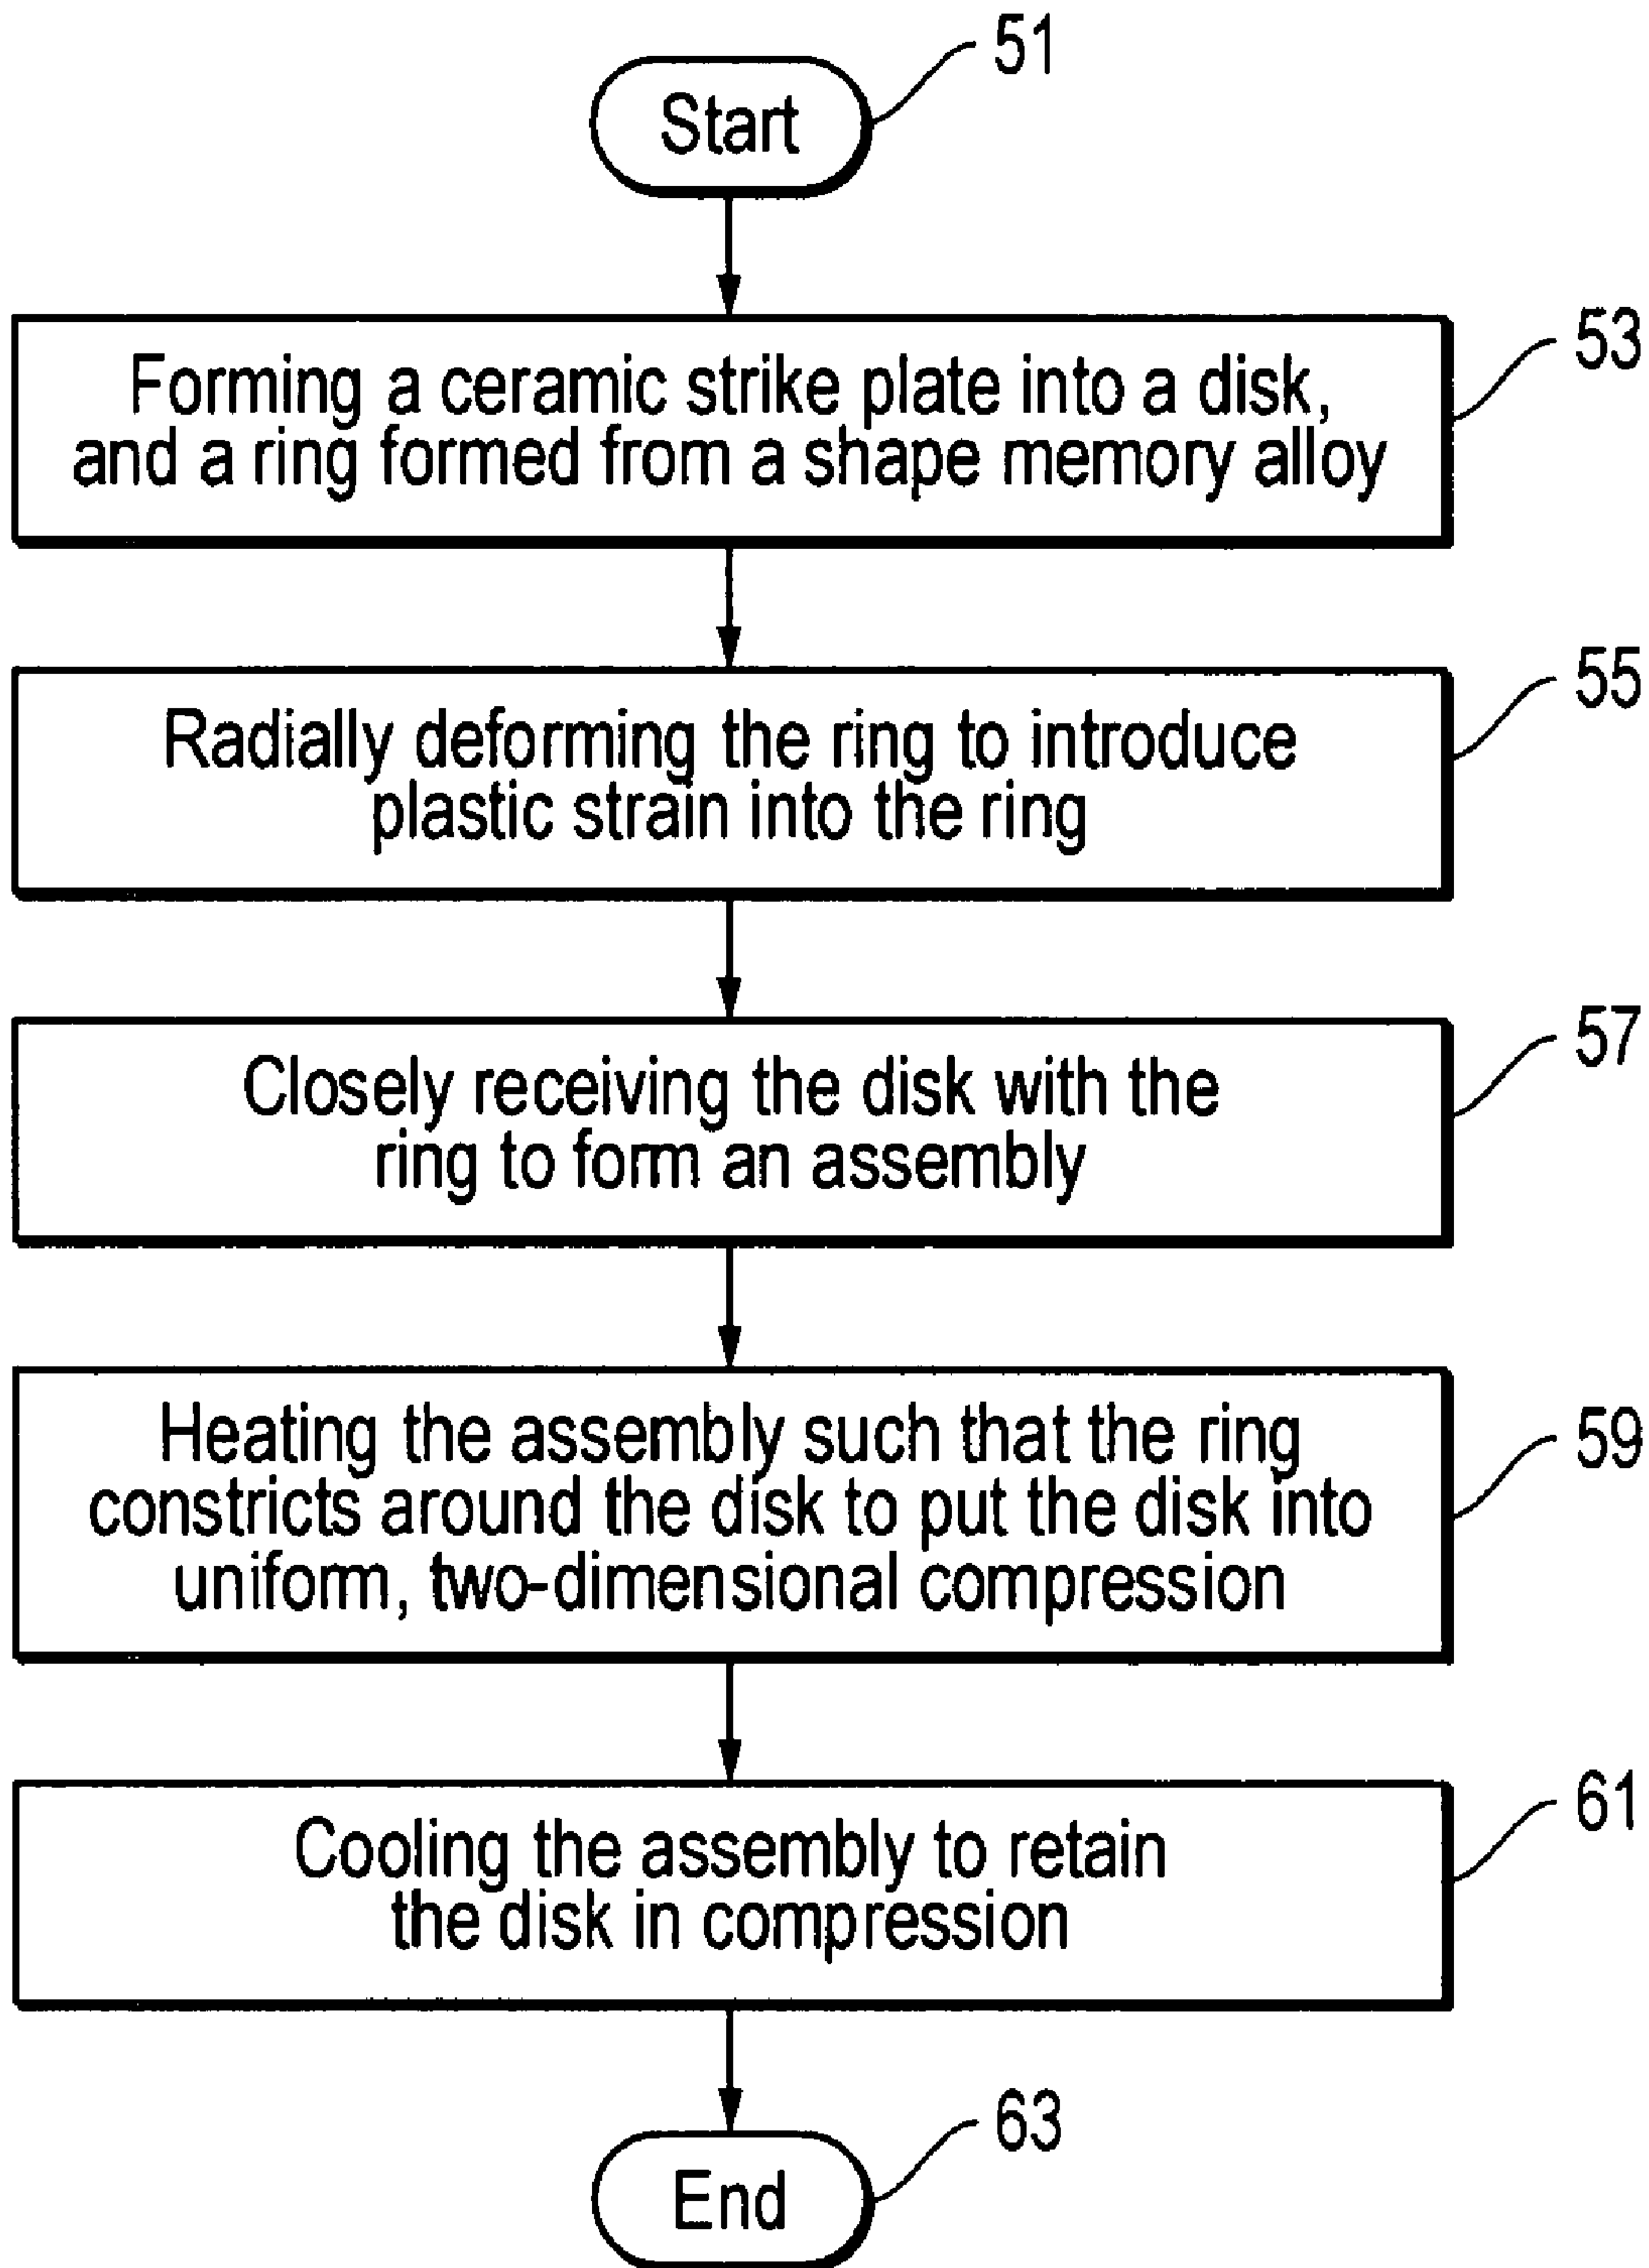 51
Start
53
Forming a ceramic strike plate into a disk,
and a ring formed from a shape memory alloy
55
Radially deforming the ring to introduce
plastic strain into the ring
57
Closely receiving the disk with the
ring to form an assembly
59
Heating the assembly such that the ring
constricts around the disk to put the disk into
uniform, two-dimensional compression
61
Cooling the assembly to retain
the disk in compression
63
End